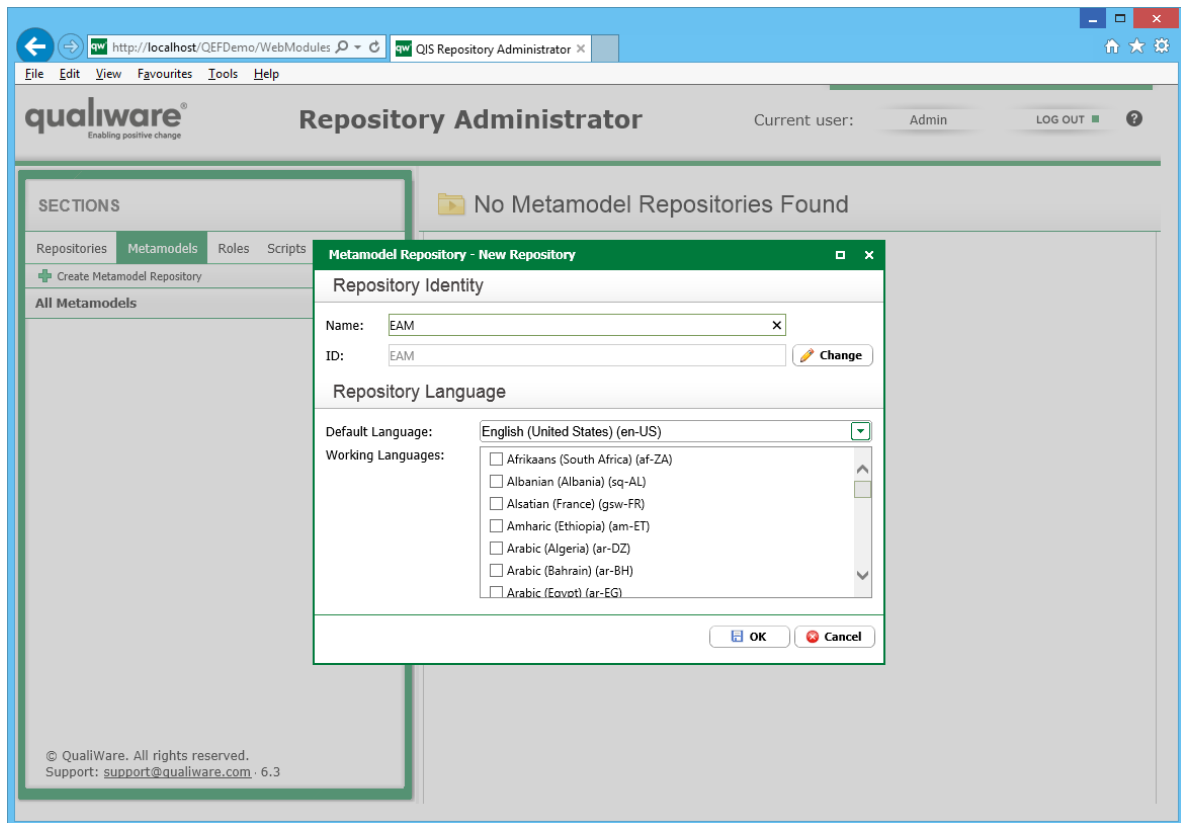 http://localhost/QEFDemo/WebModules
QIS Repository Administrator
File Edit View Favourites Tools Help
qualiware®
Enabling positive change
Repository Administrator
Current user:
Admin
LOG OUT
SECTIONS
No Metamodel Repositories Found
Repositories Metamodels Roles Scripts
Create Metamodel Repository
All Metamodels
Metamodel Repository - New Repository
Repository Identity
Name: EAM
ID: EAM
Change
Repository Language
Default Language: English (United States) (en-US)
Working Languages:
Afrikaans (South Africa) (af-ZA)
Albanian (Albania) (sq-AL)
Alsatian (France) (gsw-FR)
Amharic (Ethiopia) (am-ET)
Arabic (Algeria) (ar-DZ)
Arabic (Bahrain) (ar-BH)
Arabic (Egypt) (ar-EG)
OK Cancel
© QualiWare. All rights reserved.
Support: support@qualiware.com · 6.3